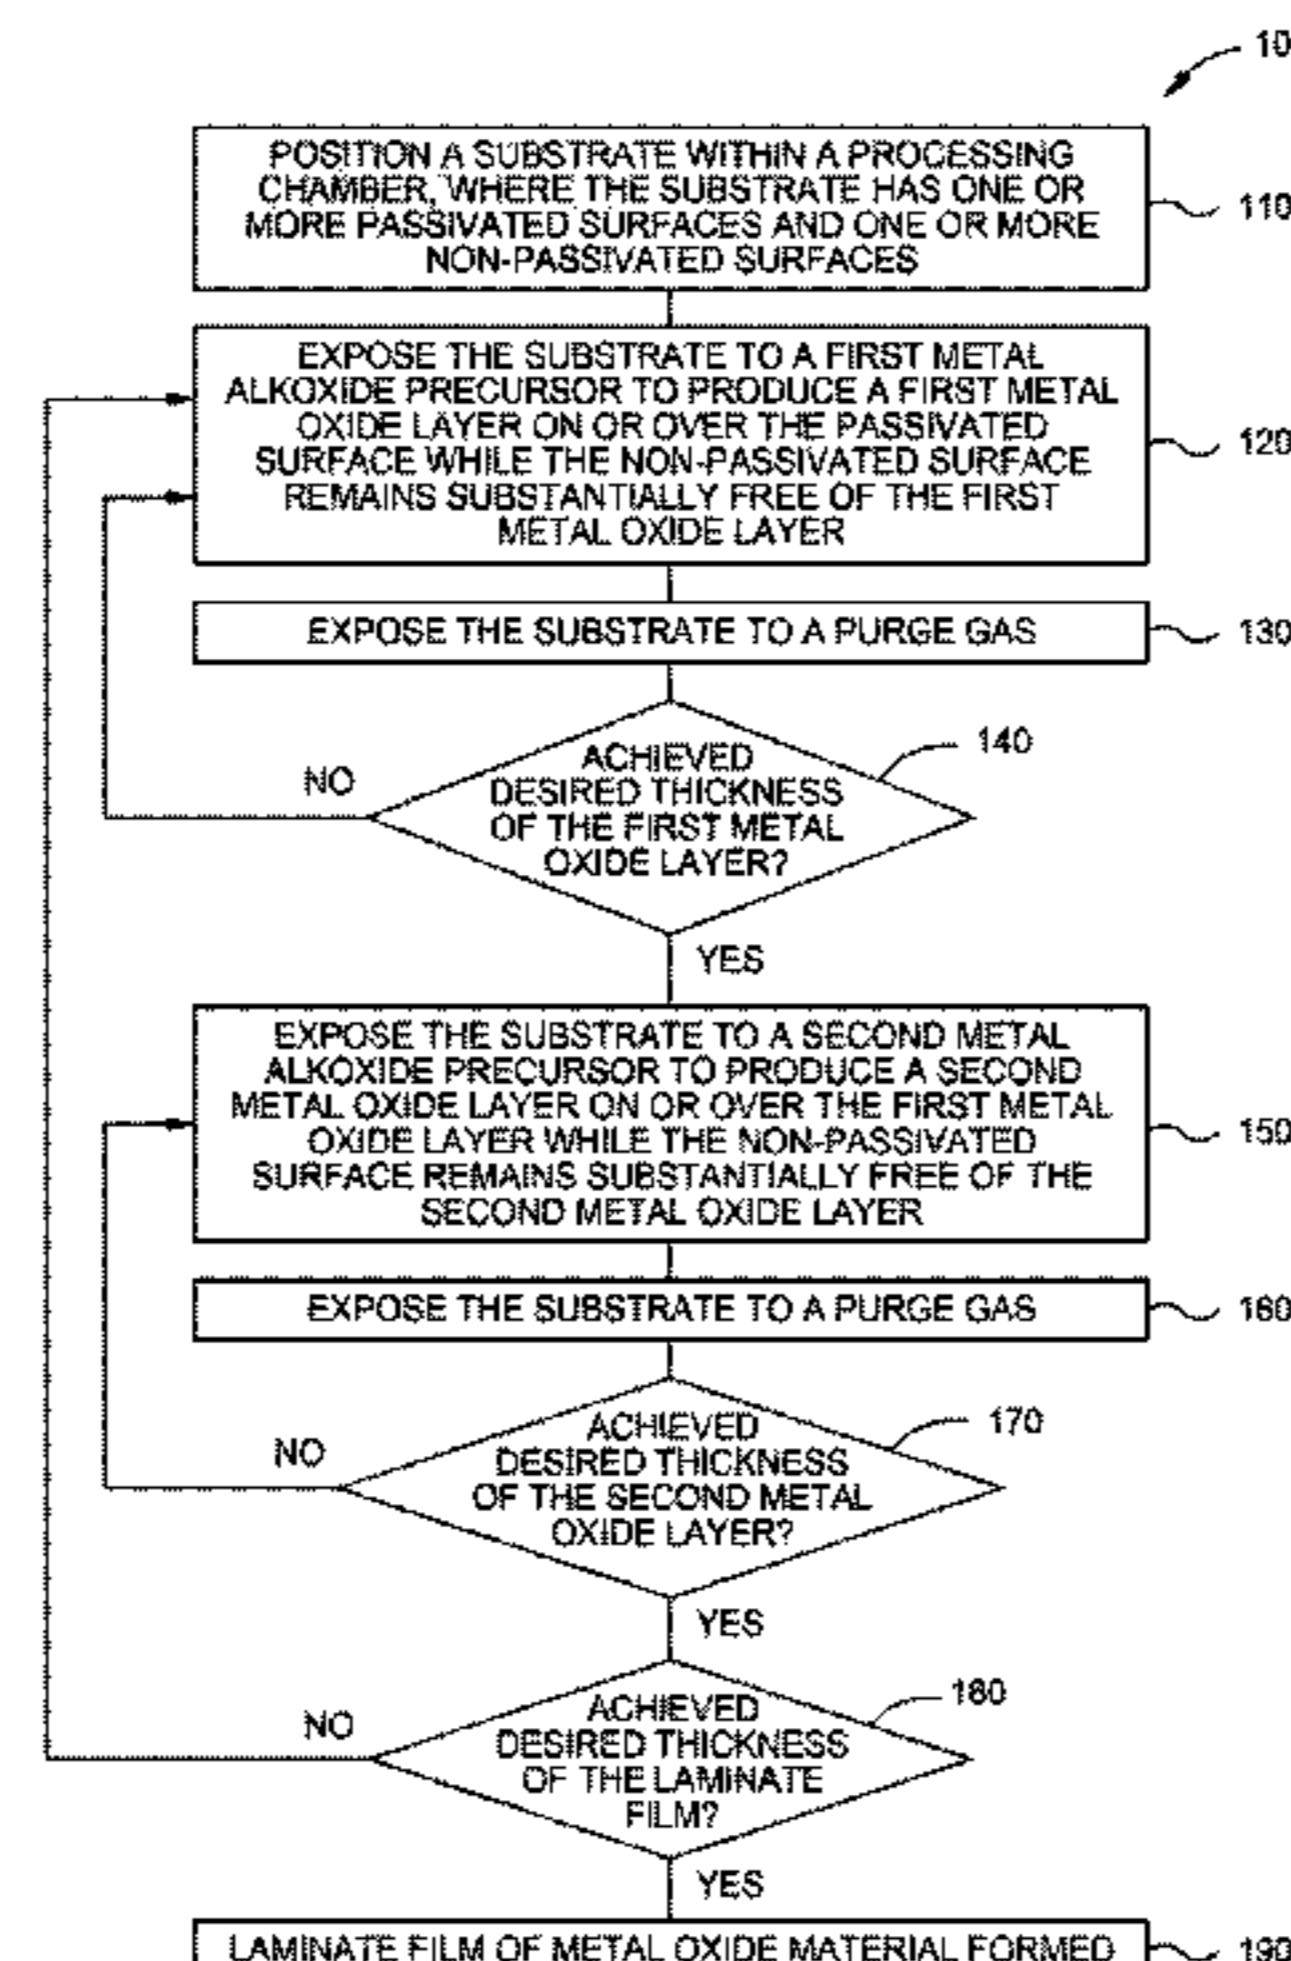 10
POSITION A SUBSTRATE WITHIN A PROCESSING
CHAMBER, WHERE THE SUBSTRATE HAS ONE OR
MORE PASSIVATED SURFACES AND ONE OR MORE
NON-PASSIVATED SURFACES
110
EXPOSE THE SUBSTRATE TO A FIRST METAL
ALKOXIDE PRECURSOR TO PRODUCE A FIRST METAL
OXIDE LAYER ON OR OVER THE PASSIVATED
SURFACE WHILE THE NON-PASSIVATED SURFACE
REMAINS SUBSTANTIALLY FREE OF THE FIRST
METAL OXIDE LAYER
120
EXPOSE THE SUBSTRATE TO A PURGE GAS
130
ACHIEVED
DESIRED THICKNESS
OF THE FIRST METAL
OXIDE LAYER?
140
NO
YES
EXPOSE THE SUBSTRATE TO A SECOND METAL
ALKOXIDE PRECURSOR TO PRODUCE A SECOND
METAL OXIDE LAYER ON OR OVER THE FIRST METAL
OXIDE LAYER WHILE THE NON-PASSIVATED
SURFACE REMAINS SUBSTANTIALLY FREE OF THE
SECOND METAL OXIDE LAYER
150
EXPOSE THE SUBSTRATE TO A PURGE GAS
160
ACHIEVED
DESIRED THICKNESS
OF THE SECOND METAL
OXIDE LAYER?
170
NO
YES
ACHIEVED
DESIRED THICKNESS
OF THE LAMINATE
FILM?
180
NO
YES
LAMINATE FILM OF METAL OXIDE MATERIAL FORMED
190